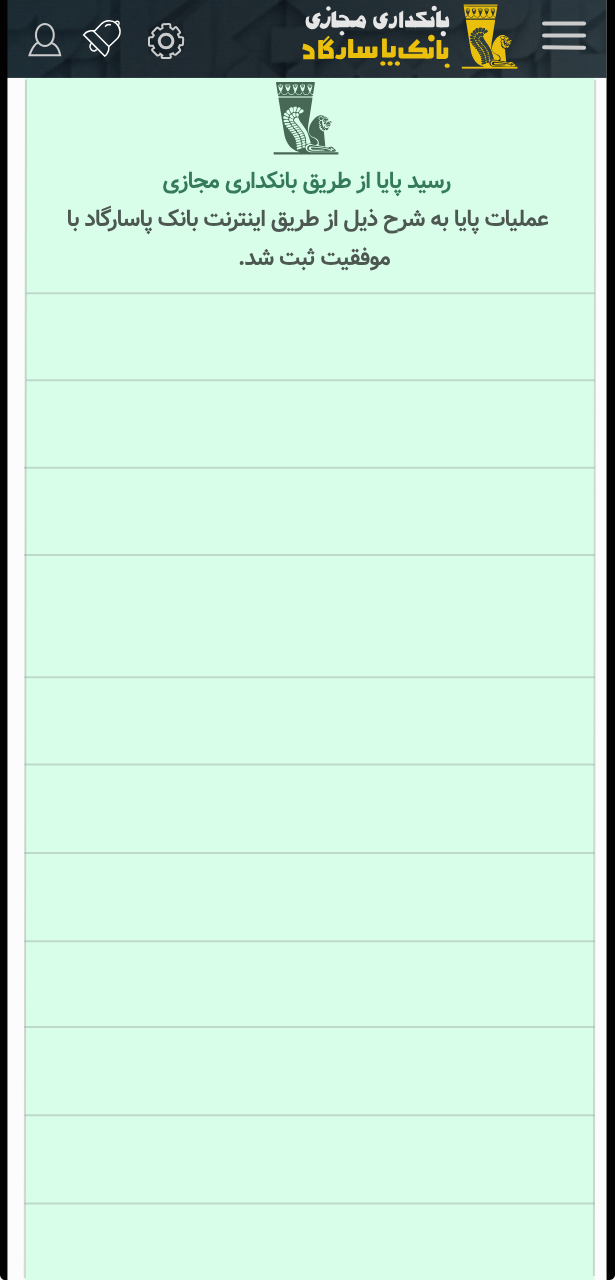 بانکداری مجازی
بانک پاسارگاد
رسید پایا از طریق بانکداری مجازی
عملیات پایا به شرح ذیل از طریق اینترنت بانک پاسارگاد با
موفقیت ثبت شد.